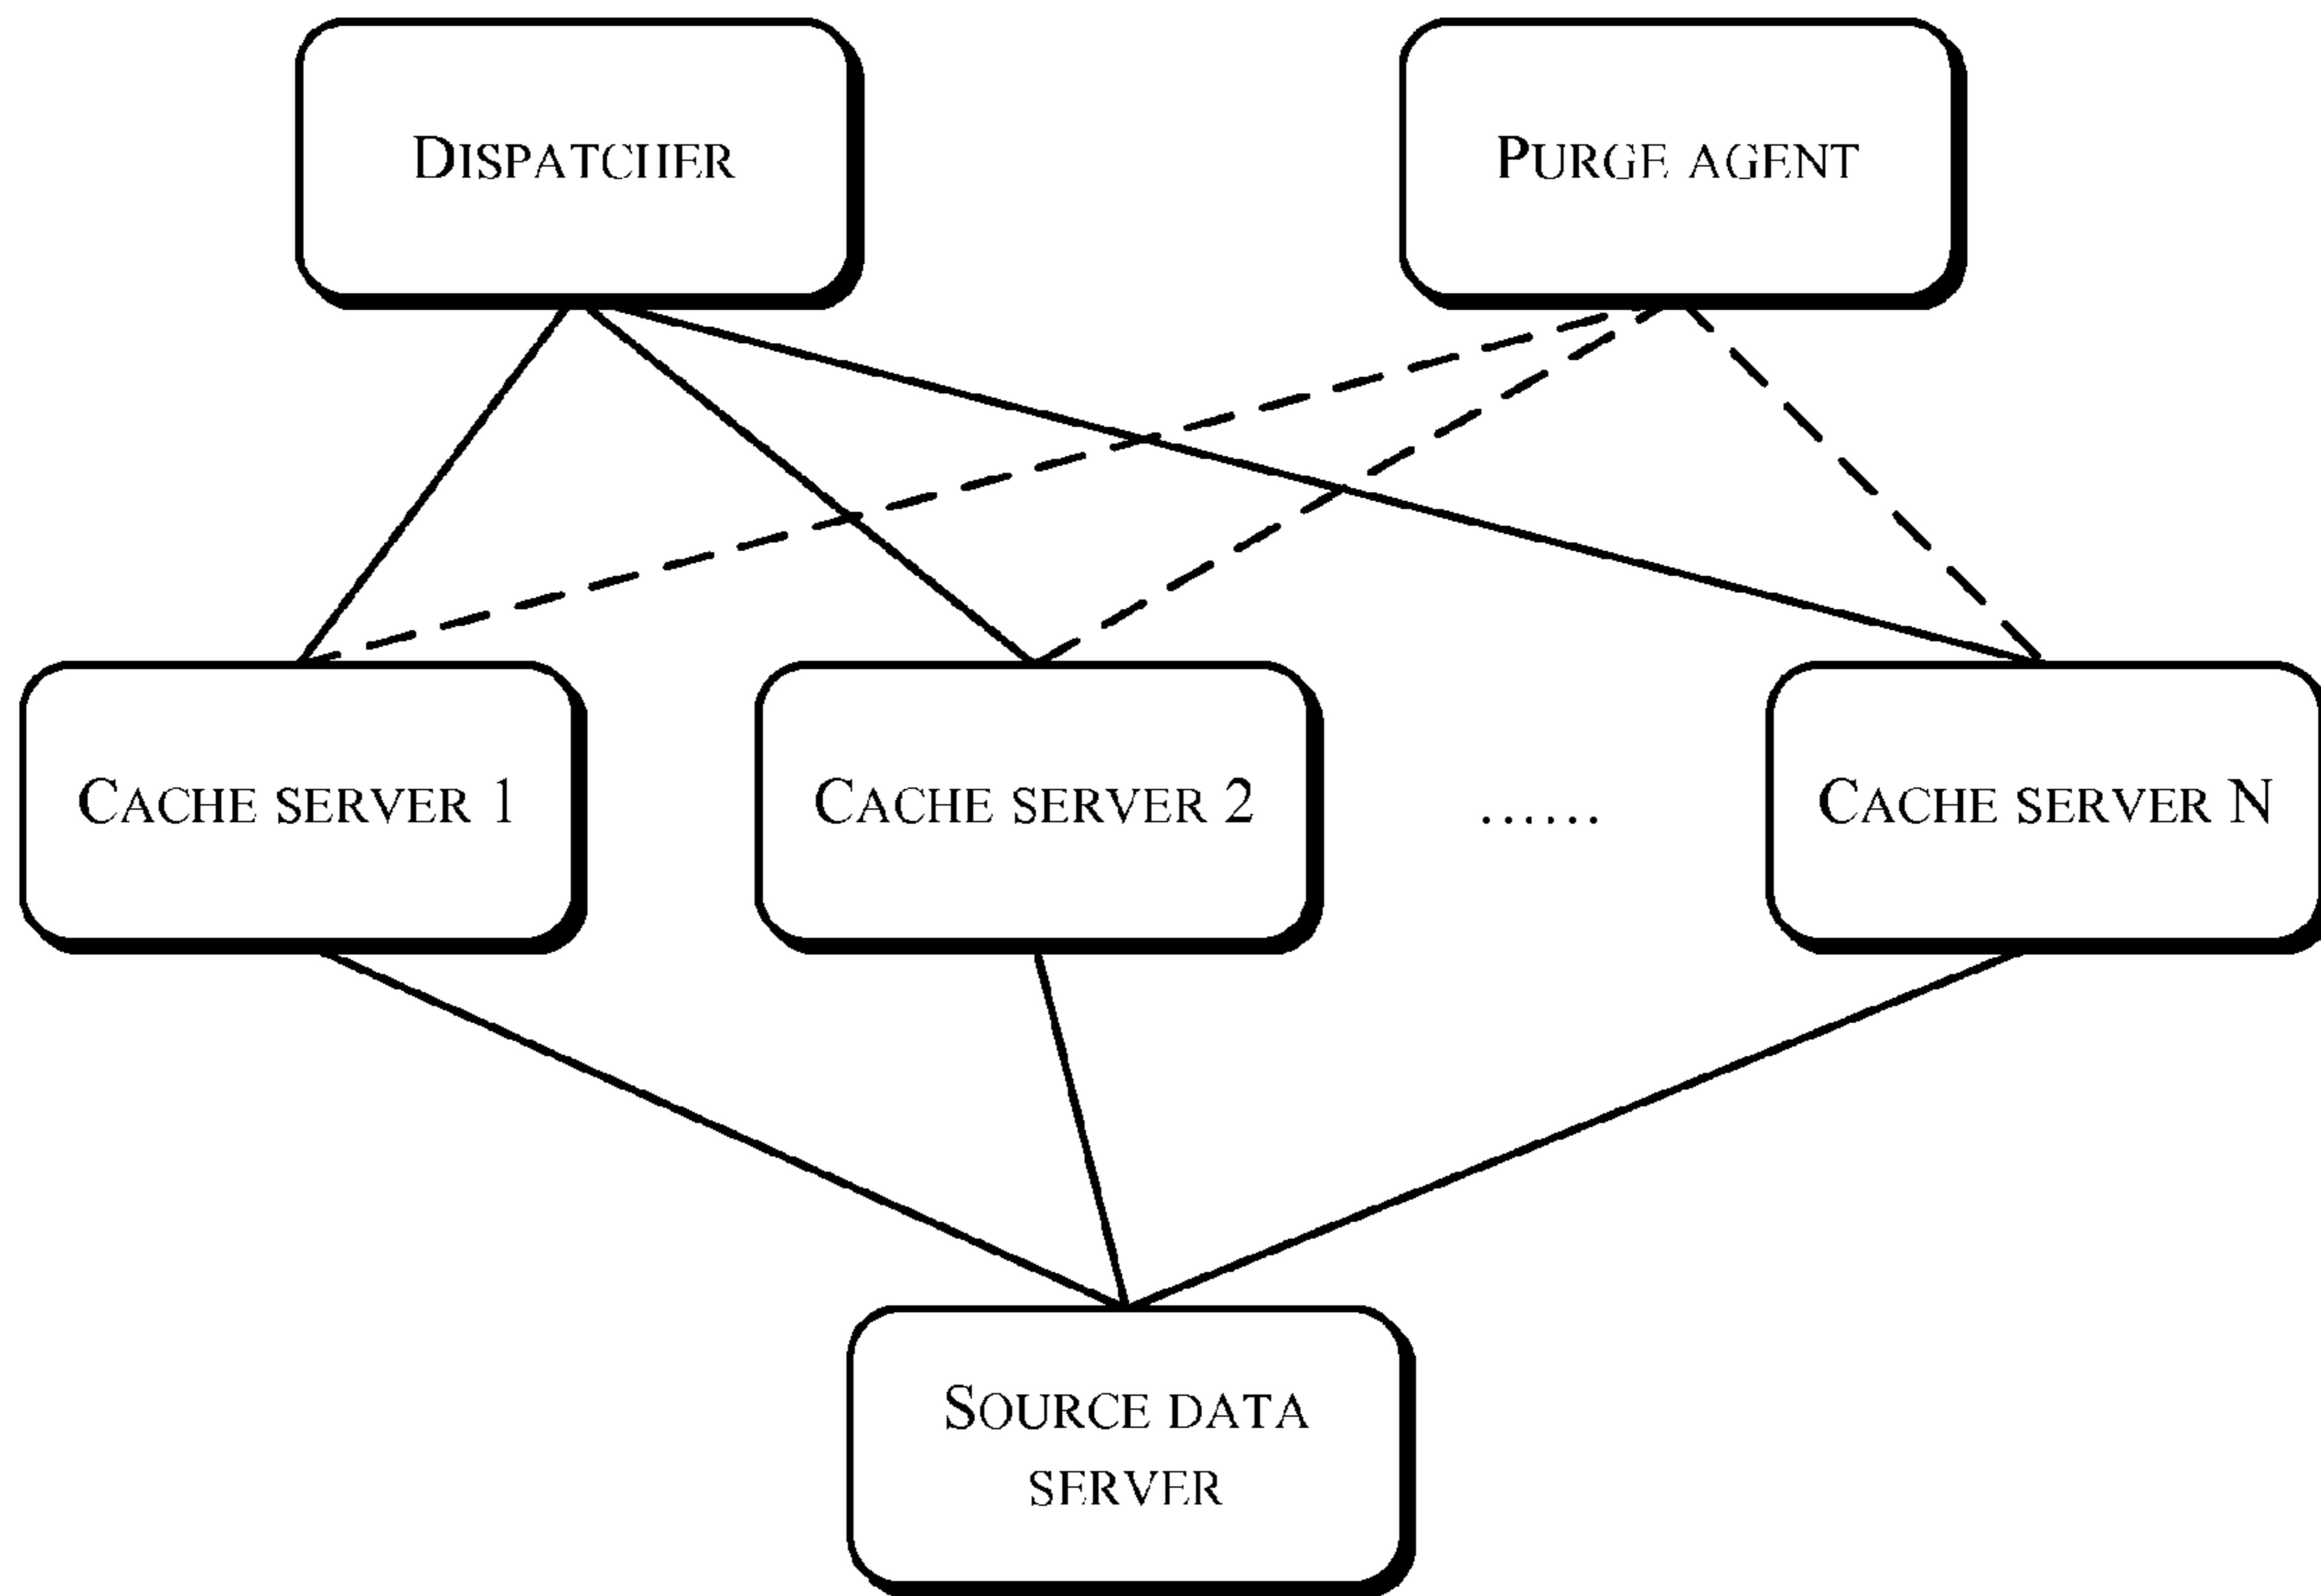 DISPATCHER
PURGE AGENT
CACHE SERVER 1
CACHE SERVER 2
......
CACHE SERVER N
SOURCE DATA
SERVER